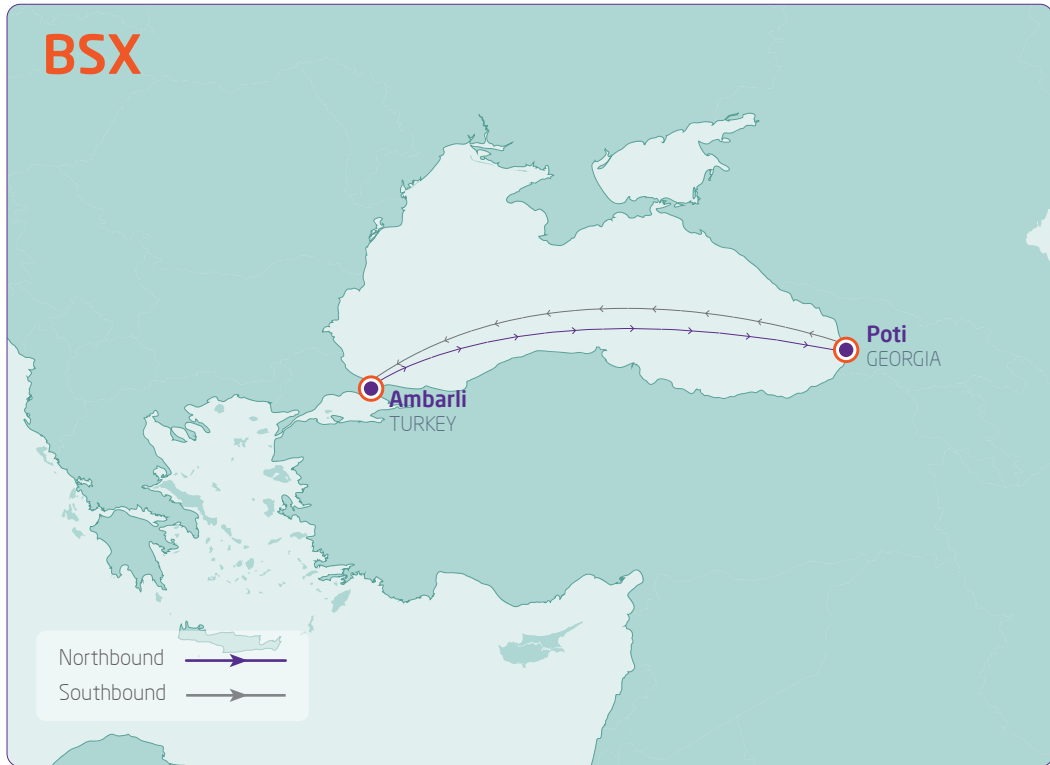 BSX
Poti
GEORGIA
Ambarli
TURKEY
Northbound
Southbound